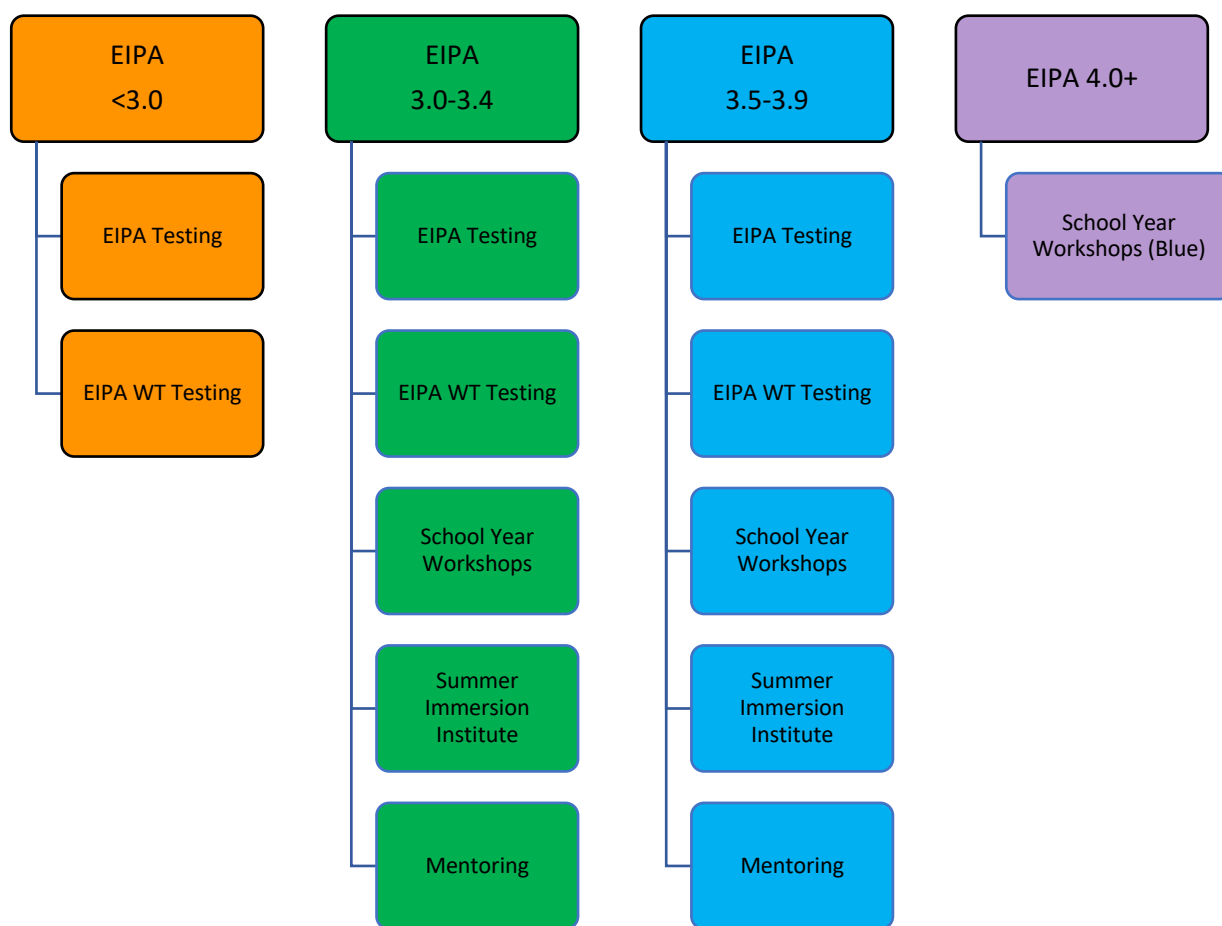 EIPA
<3.0
EIPA Testing
EIPA WT Testing
EIPA
3.0-3.4
EIPA Testing
EIPA WT Testing
School Year
Workshops
Summer
Immersion
Institute
Mentoring
EIPA
3.5-3.9
EIPA Testing
EIPA WT Testing
School Year
Workshops
Summer
Immersion
Institute
Mentoring
EIPA 4.0+
School Year
Workshops (Blue)